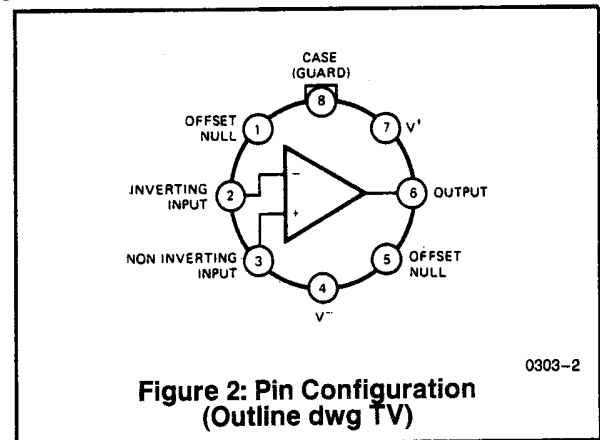 CASE
(GUARD)
8
OFFSET
NULL
1
7
V+
INVERTING
INPUT
2
−
6
OUTPUT
+
NON INVERTING
INPUT
3
5
OFFSET
NULL
4
V−
0303–2
Figure 2: Pin Configuration
(Outline dwg TV)